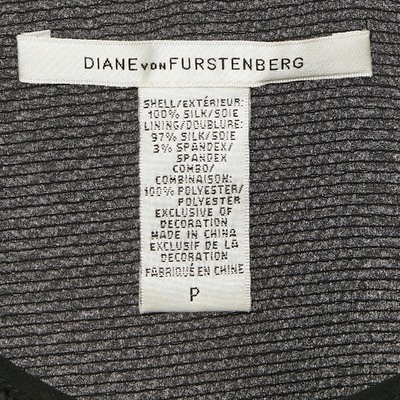 DIANE VON FURSTENBERG
SHELL/EXTÉRIEUR:
100% SILK/SOIE
LINING/DOUBLURE:
97% SILK/SOIE
3% SPANDEX/
SPANDEX
COMBO/
COMBINAISON:
100% POLYESTER/
POLYESTER
EXCLUSIVE OF
DECORATION
MADE IN CHINA
EXCLUSIF DE LA
DECORATION
FABRIQUÉ EN CHINE
P